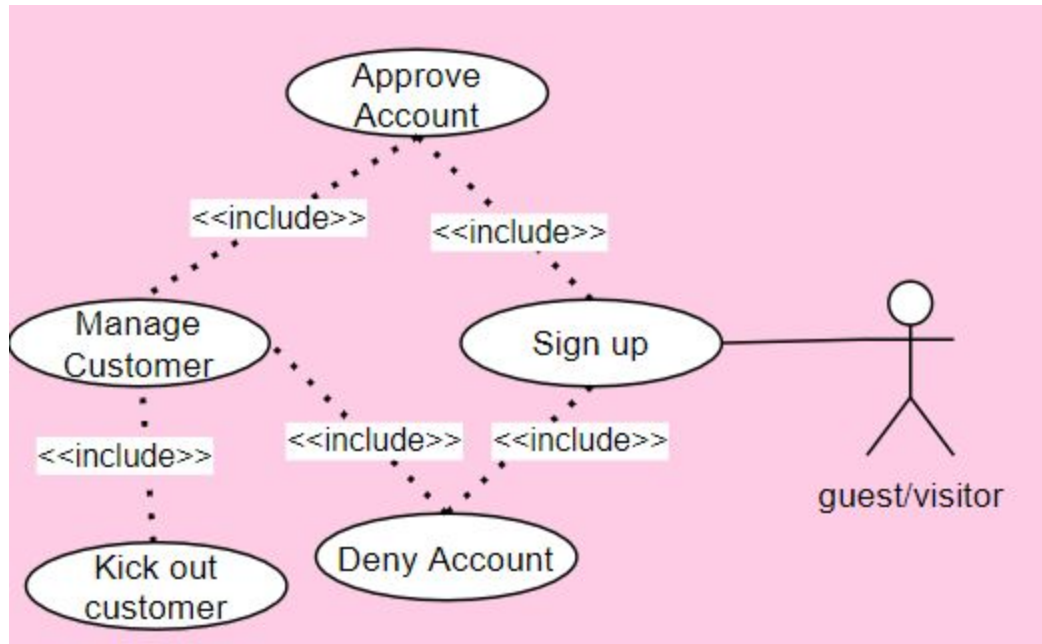 Approve
Account
<<include>>
<<include>>
Manage
Customer
Sign up
<<include>>
<<include>>
<<include>>
guest/visitor
Deny Account
Kick out
customer